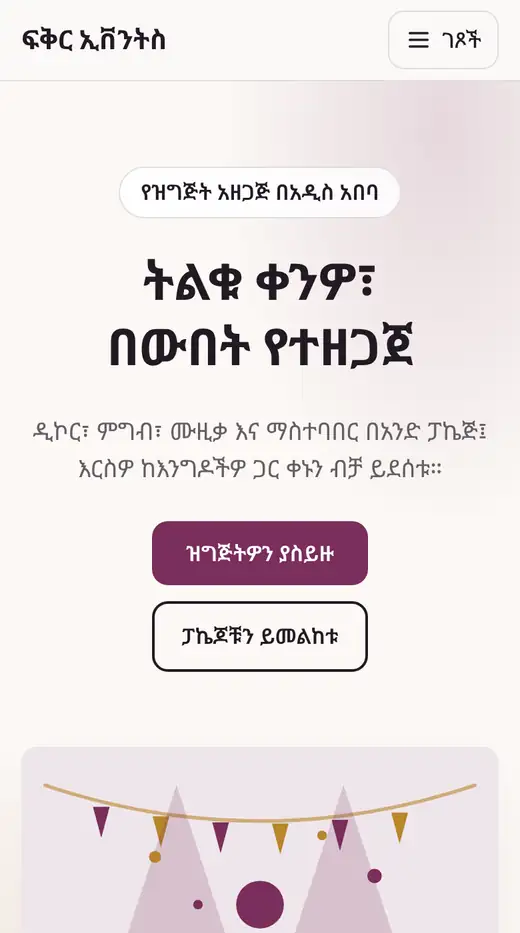 ፍቅር ኢቨንትስ
ገጾች
የዝግጅት አዘጋጅ በአዲስ አበባ
ትልቁ ቀንዎ፣
በውበት የተዘጋጀ
ዲኮር፣ ምግብ፣ ሙዚቃ እና ማስተባበር በአንድ ፓኬጅ፤
እርስዎ ከእንግዶችዎ ጋር ቀኑን ብቻ ይደሰቱ።
ዝግጅትዎን ያስይዙ
ፓኬጆቹን ይመልከቱ